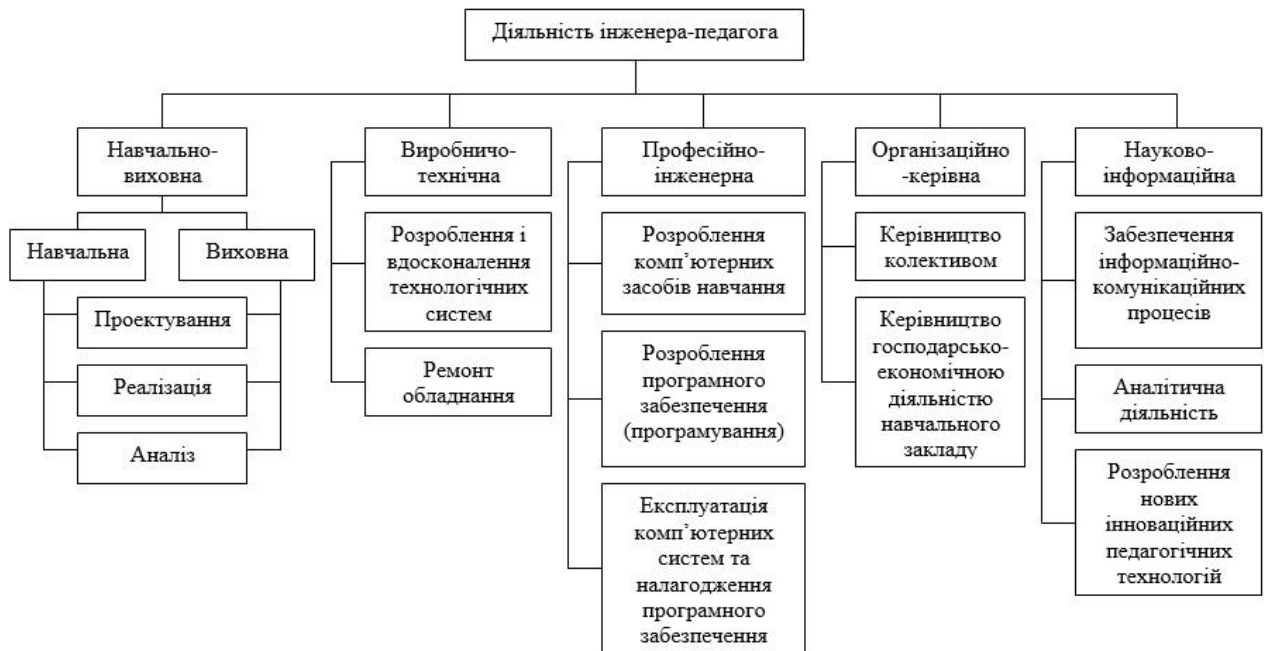 Діяльність інженера-педагога
Навчально-
виховна
Навчальна
Виховна
Проектування
Реалізація
Аналіз
Виробничо-
технічна
Розроблення і
вдосконалення
технологічних
систем
Ремонт
обладнання
Професійно-
інженерна
Розроблення
комп’ютерних
засобів навчання
Розроблення
програмного
забезпечення
(програмування)
Експлуатація
комп’ютерних
систем та
налагодження
програмного
забезпечення
Організаційно
-керівна
Керівництво
колективом
Керівництво
господарсько-
економічною
діяльністю
навчального
закладу
Науково-
інформаційна
Забезпечення
інформаційно-
комунікаційних
процесів
Аналітична
діяльність
Розроблення
нових
інноваційних
педагогічних
технологій